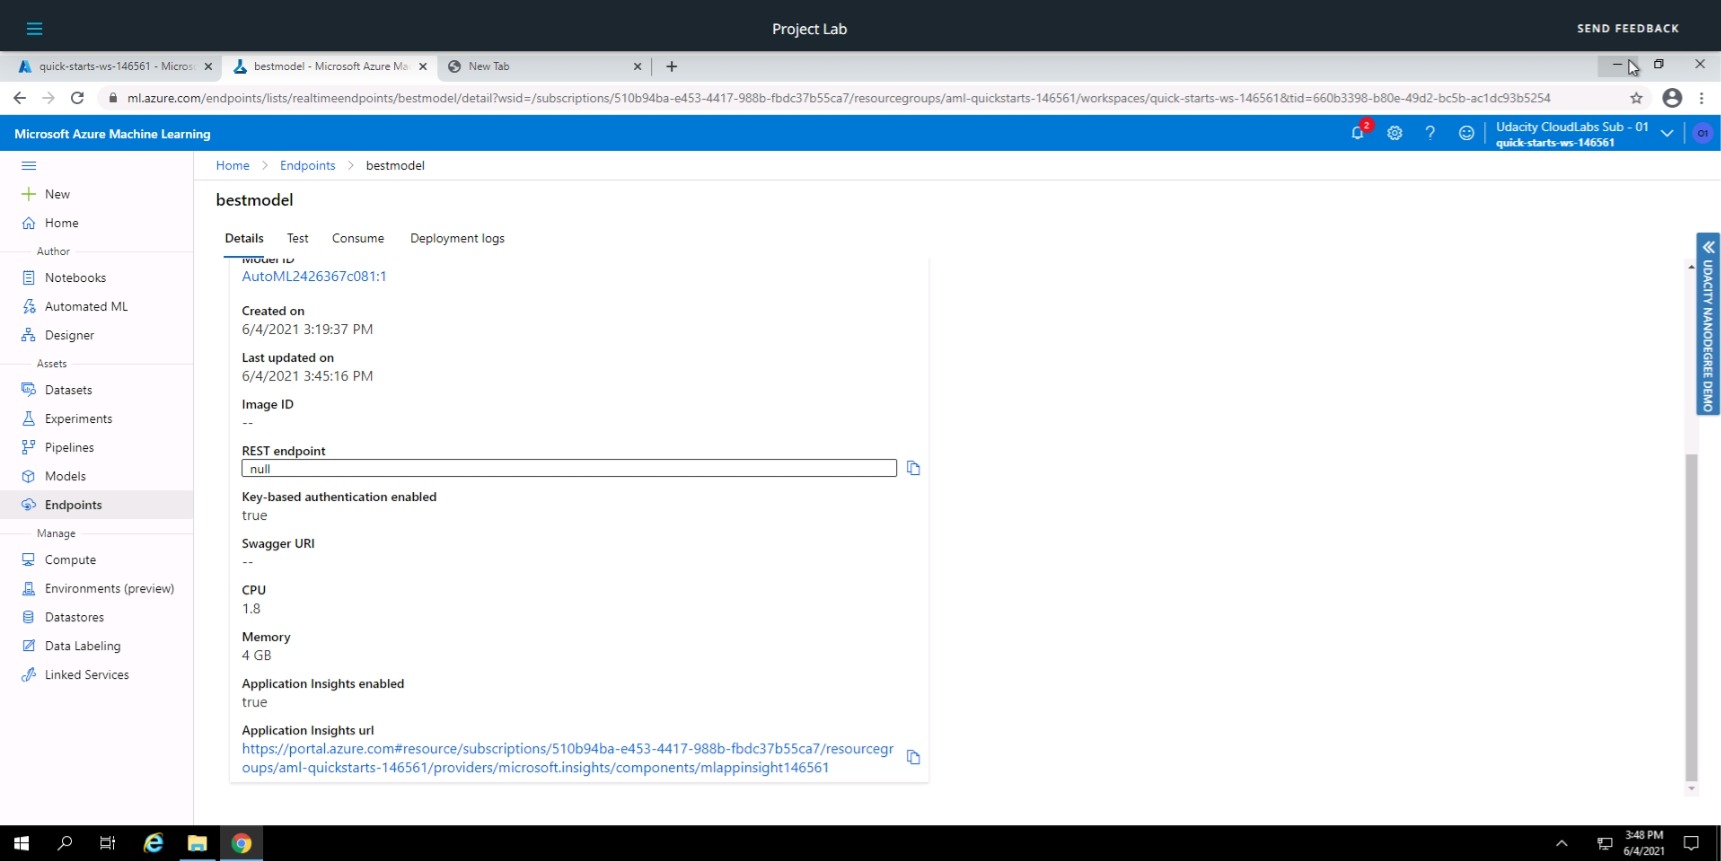 Project Lab
SEND FEEDBACK
quick-starts-ws-146561 - Micros
bestmodel - Microsoft Azure Ma
New Tab
ml.azure.com/endpoints/lists/realtimeendpoints/bestmodel/detail?wsid=/subscriptions/510b94ba-e453-4417-988b-fbdc37b55ca7/resourcegroups/aml-quickstarts-146561/workspaces/quick-starts-ws-146561&tid=660b3398-b80e-49d2-bc5b-ac1dc93b5254
Microsoft Azure Machine Learning
2
Udacity CloudLabs Sub - 01
quick-starts-ws-146561
01
Home > Endpoints > bestmodel
New
Home
Author
Notebooks
Automated ML
Designer
Assets
Datasets
Experiments
Pipelines
Models
Endpoints
Manage
Compute
Environments (preview)
Datastores
Data Labeling
Linked Services
bestmodel
Details Test Consume Deployment logs
Model ID
AutoML2426367c081:1
Created on
6/4/2021 3:19:37 PM
Last updated on
6/4/2021 3:45:16 PM
Image ID
--
REST endpoint
null
Key-based authentication enabled
true
Swagger URI
--
CPU
1.8
Memory
4 GB
Application Insights enabled
true
Application Insights url
https://portal.azure.com#resource/subscriptions/510b94ba-e453-4417-988b-fbdc37b55ca7/resourcegr
oups/aml-quickstarts-146561/providers/microsoft.insights/components/mlappinsight146561
UDACITY NANODEGREE DEMO
3:48 PM
6/4/2021